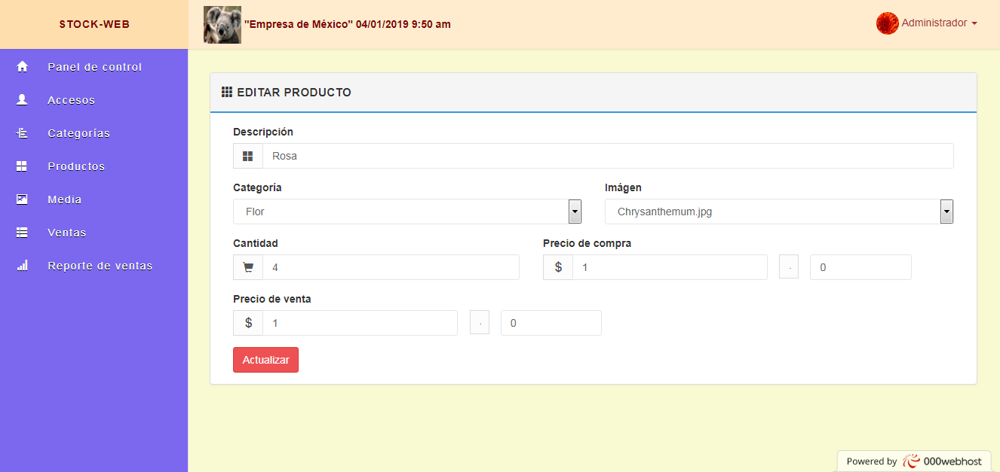 STOCK-WEB
"Empresa de México" 04/01/2019 9:50 am
Administrador
Panel de control
Accesos
Categorías
Productos
Media
Ventas
Reporte de ventas
EDITAR PRODUCTO
Descripción
Rosa
Categoría
Imágen
Flor
Chrysanthemum.jpg
Cantidad
Precio de compra
4
$ 1 . 0
Precio de venta
$ 1 . 0
Actualizar
Powered by 000webhost